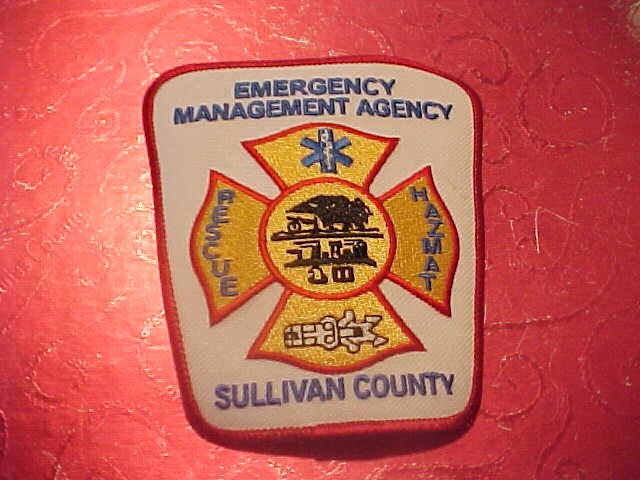 EMERGENCY
MANAGEMENT AGENCY
RESCUE
HAZMAT
SULLIVAN COUNTY